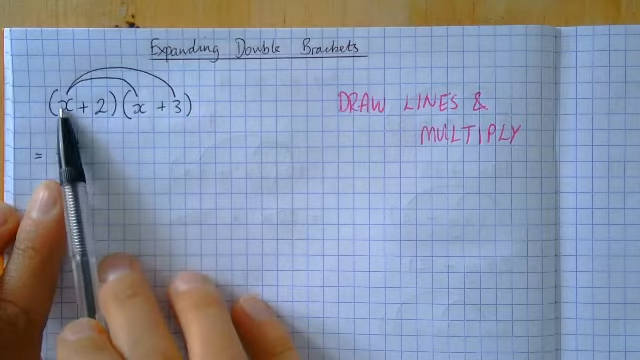 Expanding Double Brackets
(x + 2)(x + 3)
DRAW LINES &
MULTIPLY
=